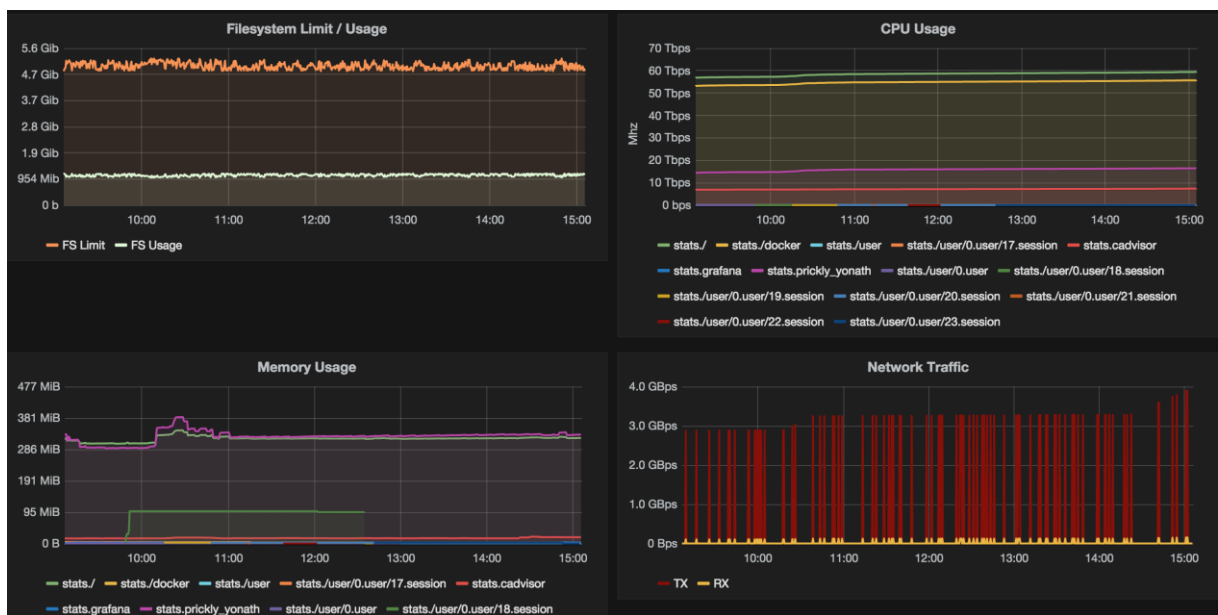 Filesystem Limit / Usage
5.6 Gib
4.7 Gib
3.7 Gib
2.8 Gib
1.9 Gib
954 Mib
0 b
10:00 11:00 12:00 13:00 14:00 15:00
FS Limit FS Usage
CPU Usage
70 Tbps
60 Tbps
50 Tbps
40 Tbps
30 Tbps
20 Tbps
10 Tbps
0 bps
Mhz
10:00 11:00 12:00 13:00 14:00 15:00
stats./ stats./docker stats./user stats./user/0.user/17.session stats.cadvisor
stats.grafana stats.prickly_yonath stats./user/0.user stats./user/0.user/18.session
stats./user/0.user/19.session stats./user/0.user/20.session stats./user/0.user/21.session
stats./user/0.user/22.session stats./user/0.user/23.session
Memory Usage
477 MiB
381 MiB
286 MiB
191 MiB
95 MiB
0 B
10:00 11:00 12:00 13:00 14:00 15:00
stats./ stats./docker stats./user stats./user/0.user/17.session stats.cadvisor
stats.grafana stats.prickly_yonath stats./user/0.user stats./user/0.user/18.session
Network Traffic
4.0 GBps
3.0 GBps
2.0 GBps
1.0 GBps
0 Bps
10:00 11:00 12:00 13:00 14:00 15:00
TX RX